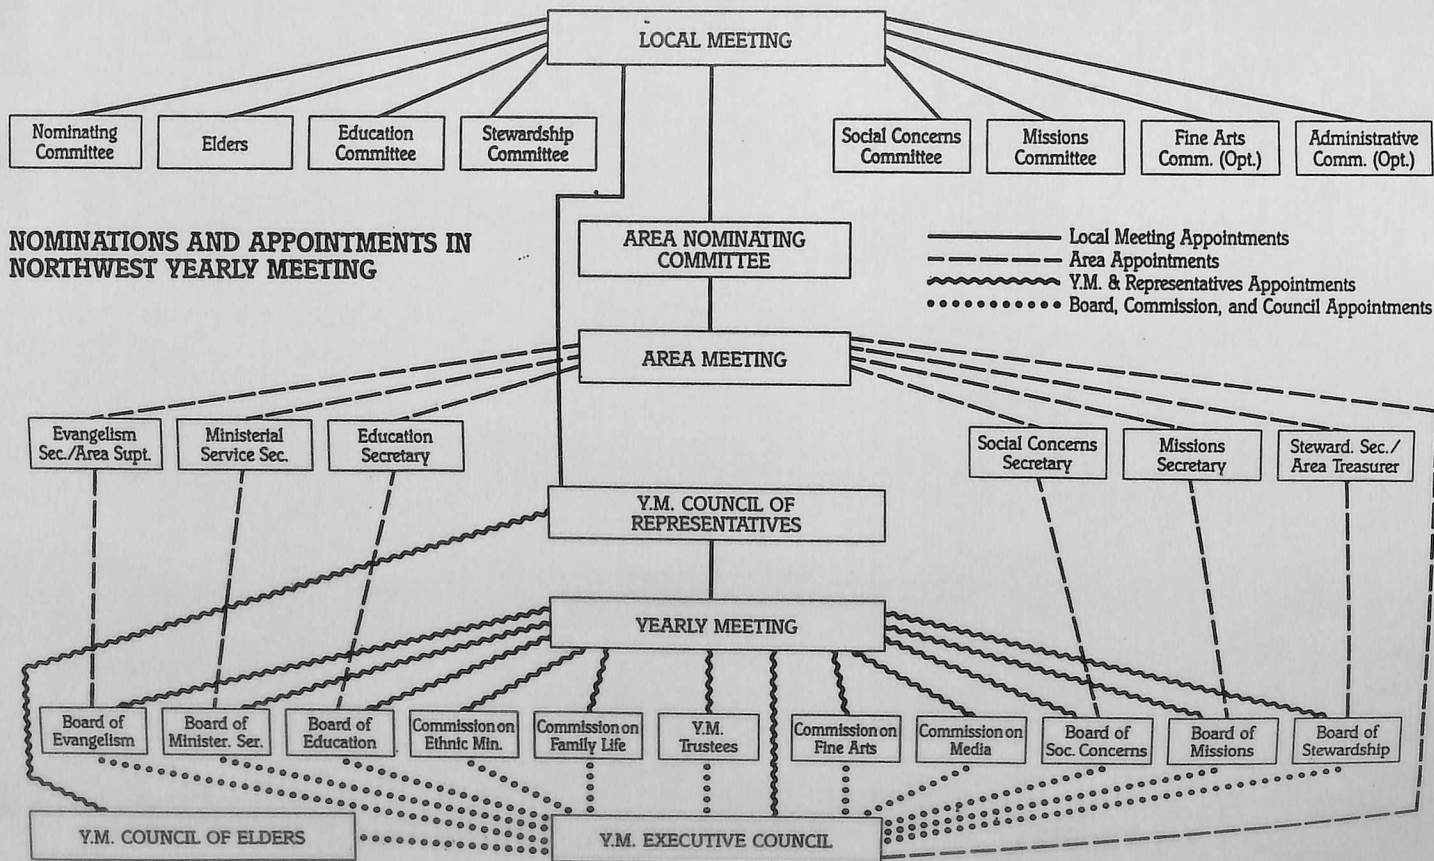 LOCAL MEETING
Nominating
Committee
Elders
Education
Committee
Stewardship
Committee
Social Concerns
Committee
Missions
Committee
Fine Arts
Comm. (Opt.)
Administrative
Comm. (Opt.)
NOMINATIONS AND APPOINTMENTS IN
NORTHWEST YEARLY MEETING
AREA NOMINATING
COMMITTEE
Local Meeting Appointments
Area Appointments
Y.M. & Representatives Appointments
Board, Commission, and Council Appointments
AREA MEETING
Evangelism
Sec./Area Supt.
Ministerial
Service Sec.
Education
Secretary
Social Concerns
Secretary
Missions
Secretary
Steward. Sec./
Area Treasurer
Y.M. COUNCIL OF
REPRESENTATIVES
YEARLY MEETING
Board of
Evangelism
Board of
Minister. Ser.
Board of
Education
Commission on
Ethnic Min.
Commission on
Family Life
Y.M.
Trustees
Commission on
Fine Arts
Commission on
Media
Board of
Soc. Concerns
Board of
Missions
Board of
Stewardship
Y.M. COUNCIL OF ELDERS
Y.M. EXECUTIVE COUNCIL